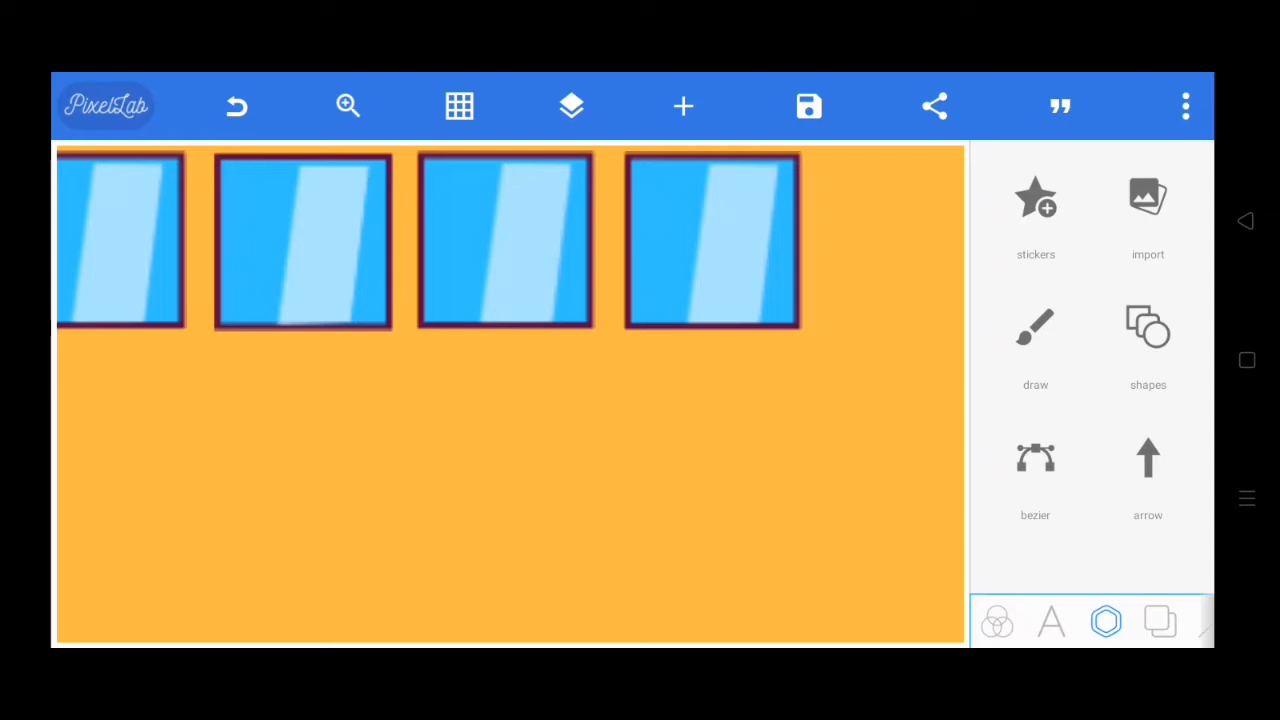 PixelLab
stickers
import
draw
shapes
bezier
arrow